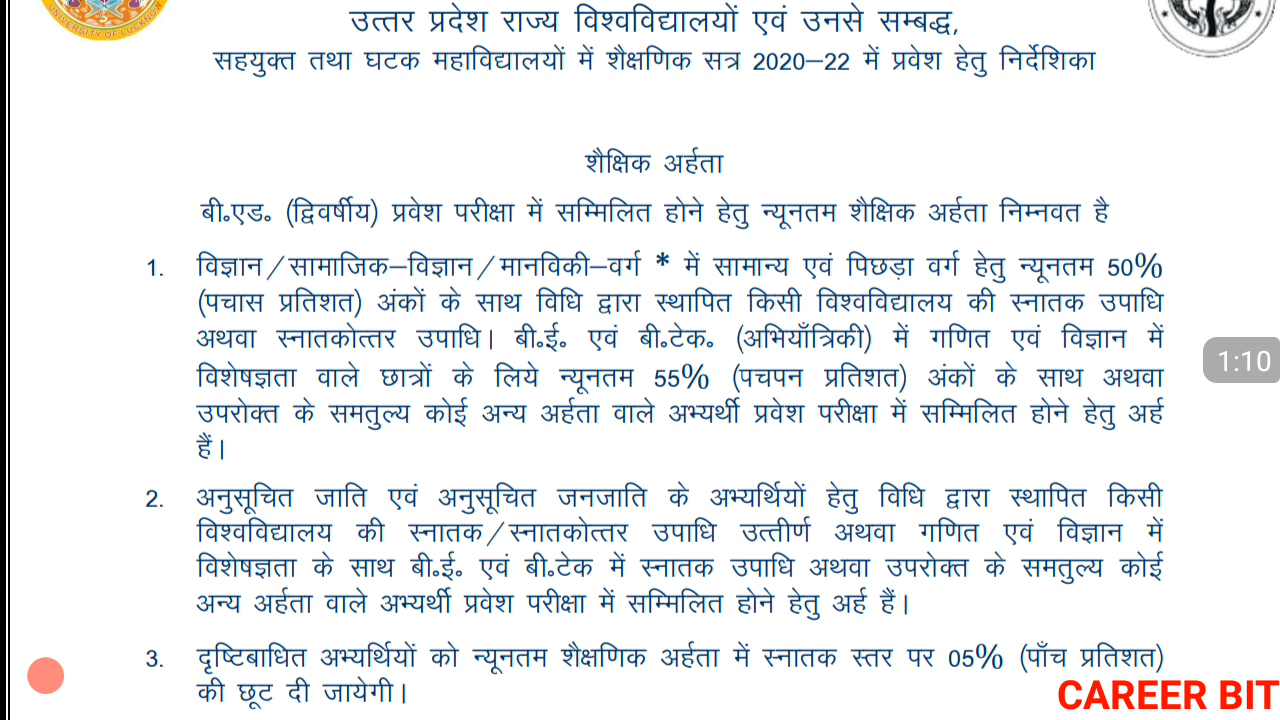 UNIVERSITY OF LUCKNOW
उत्तर प्रदेश राज्य विश्वविद्यालयों एवं उनसे सम्बद्ध,
सहयुक्त तथा घटक महाविद्यालयों में शैक्षणिक सत्र 2020–22 में प्रवेश हेतु निर्देशिका
शैक्षिक अर्हता
बी॰एड॰ (द्विवर्षीय) प्रवेश परीक्षा में सम्मिलित होने हेतु न्यूनतम शैक्षिक अर्हता निम्नवत है
1. विज्ञान/सामाजिक–विज्ञान/मानविकी–वर्ग * में सामान्य एवं पिछड़ा वर्ग हेतु न्यूनतम 50%
(पचास प्रतिशत) अंकों के साथ विधि द्वारा स्थापित किसी विश्वविद्यालय की स्नातक उपाधि
अथवा स्नातकोत्तर उपाधि। बी॰ई॰ एवं बी॰टेक॰ (अभियाँत्रिकी) में गणित एवं विज्ञान में
विशेषज्ञता वाले छात्रों के लिये न्यूनतम 55% (पचपन प्रतिशत) अंकों के साथ अथवा
उपरोक्त के समतुल्य कोई अन्य अर्हता वाले अभ्यर्थी प्रवेश परीक्षा में सम्मिलित होने हेतु अर्ह
हैं।
1:10
2. अनुसूचित जाति एवं अनुसूचित जनजाति के अभ्यर्थियों हेतु विधि द्वारा स्थापित किसी
विश्वविद्यालय की स्नातक/स्नातकोत्तर उपाधि उत्तीर्ण अथवा गणित एवं विज्ञान में
विशेषज्ञता के साथ बी॰ई॰ एवं बी॰टेक में स्नातक उपाधि अथवा उपरोक्त के समतुल्य कोई
अन्य अर्हता वाले अभ्यर्थी प्रवेश परीक्षा में सम्मिलित होने हेतु अर्ह हैं।
3. दृष्टिबाधित अभ्यर्थियों को न्यूनतम शैक्षणिक अर्हता में स्नातक स्तर पर 05% (पाँच प्रतिशत)
की छूट दी जायेगी।
CAREER BIT